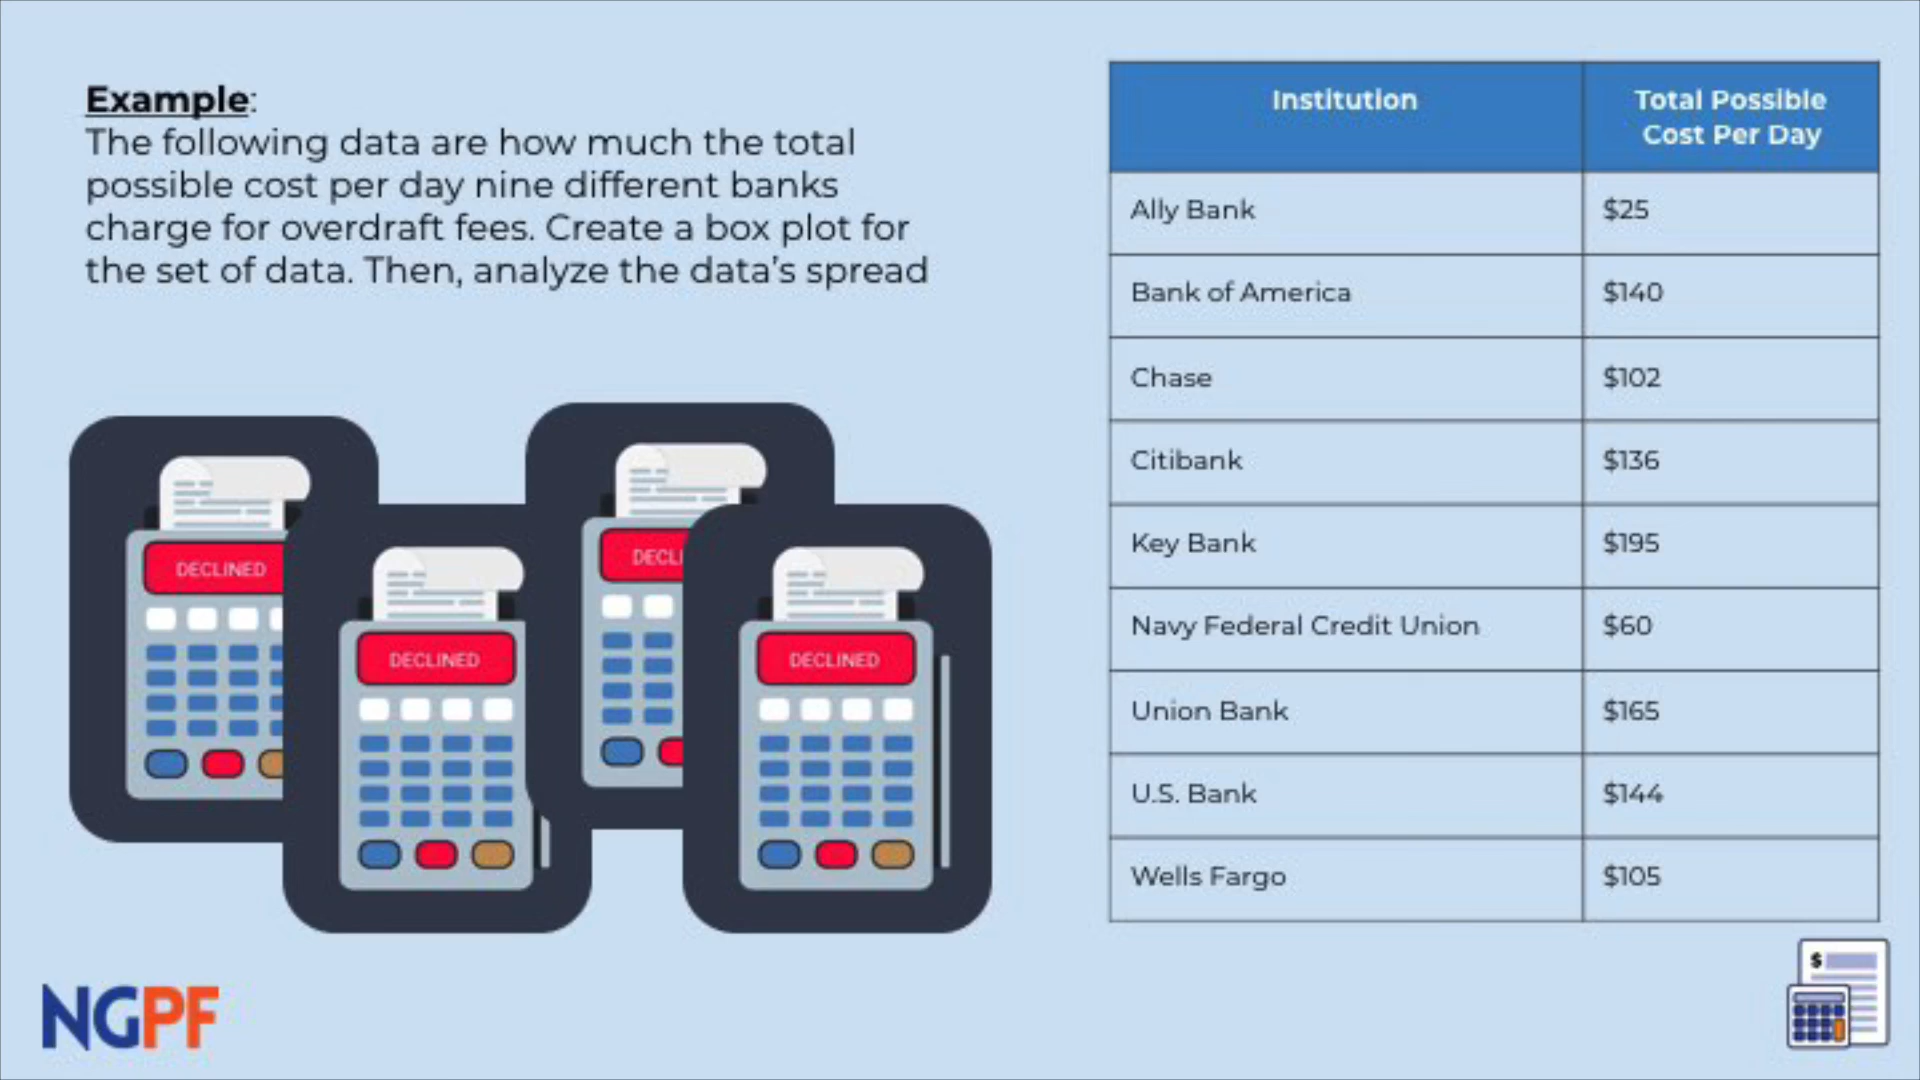 Example:
The following data are how much the total
possible cost per day nine different banks
charge for overdraft fees. Create a box plot for
the set of data. Then, analyze the data's spread
Institution Total Possible
Cost Per Day
Ally Bank $25
Bank of America $140
Chase $102
Citibank $136
Key Bank $195
Navy Federal Credit Union $60
Union Bank $165
U.S. Bank $144
Wells Fargo $105
DECLINED
DECLINED
DECLI
DECLINED
NGPF
$